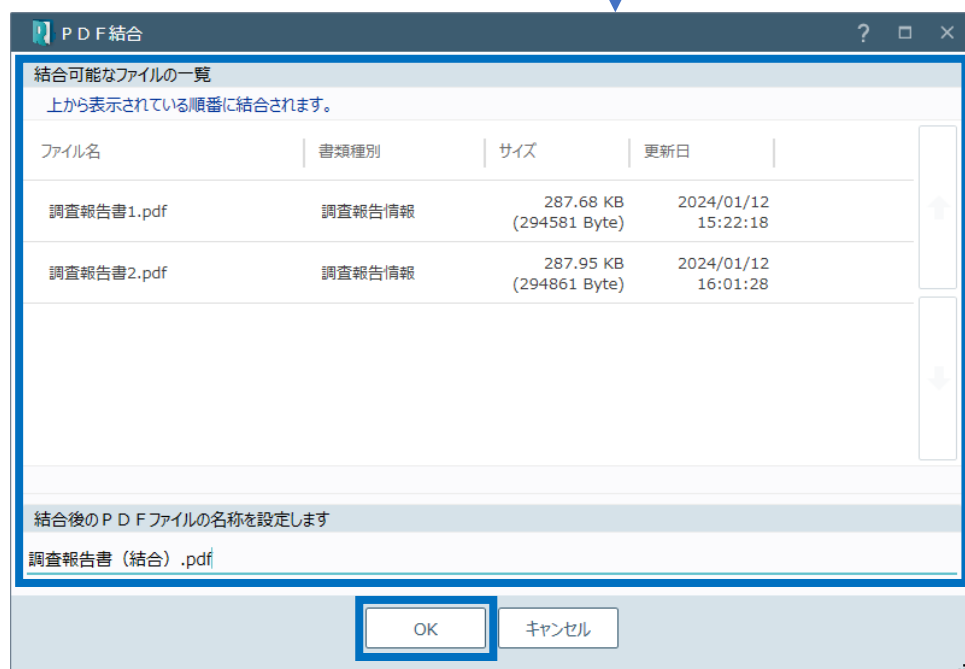 ＰＤＦ結合
結合可能なファイルの一覧
上から表示されている順番に結合されます。
ファイル名 書類種別 サイズ 更新日
調査報告書1.pdf 調査報告情報 287.68 KB 2024/01/12
(294581 Byte) 15:22:18
調査報告書2.pdf 調査報告情報 287.95 KB 2024/01/12
(294861 Byte) 16:01:28
結合後のＰＤＦファイルの名称を設定します
調査報告書（結合）.pdf
OK キャンセル